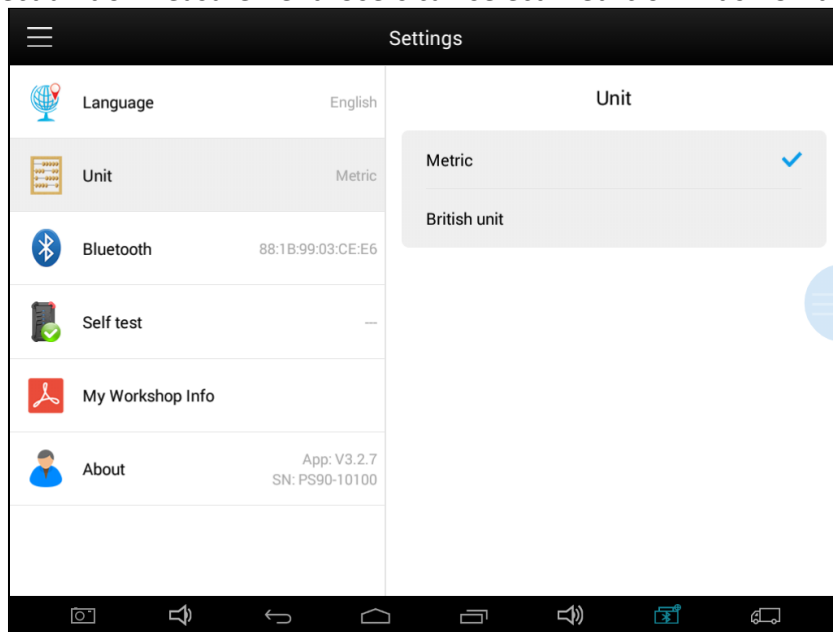 Settings
Language English
Unit Metric
Bluetooth 88:1B:99:03:CE:E6
Self test ---
My Workshop Info
About App: V3.2.7
SN: PS90-10100
Unit
Metric
British unit